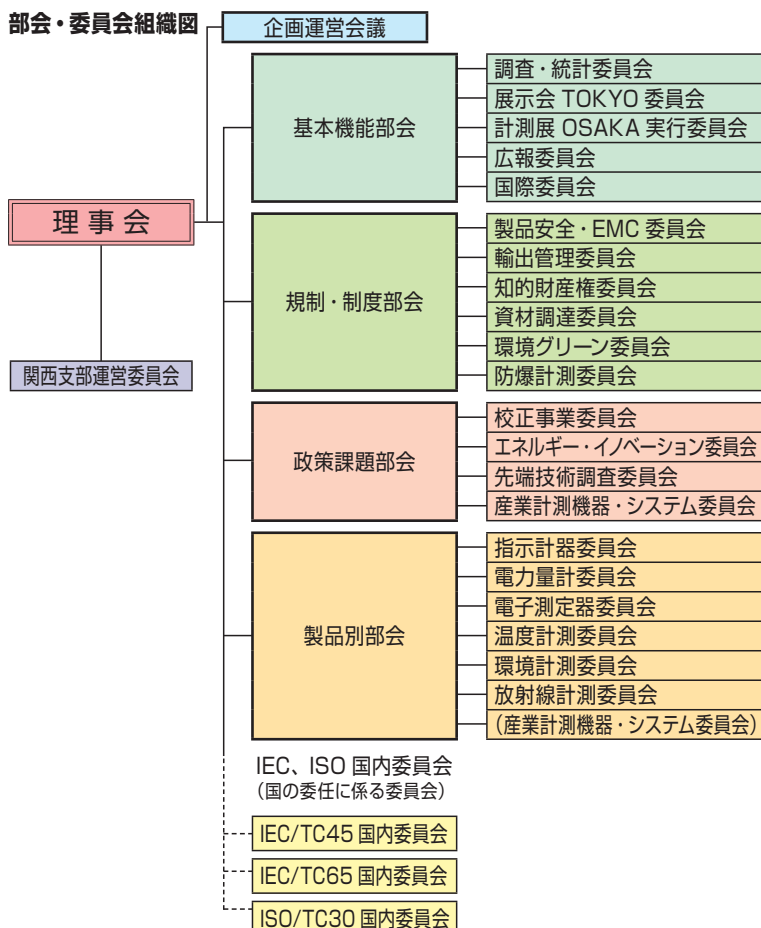 部会・委員会組織図
企画運営会議
理事会
関西支部運営委員会
基本機能部会
調査・統計委員会
展示会 TOKYO 委員会
計測展 OSAKA 実行委員会
広報委員会
国際委員会
規制・制度部会
製品安全・EMC 委員会
輸出管理委員会
知的財産権委員会
資材調達委員会
環境グリーン委員会
防爆計測委員会
政策課題部会
校正事業委員会
エネルギー・イノベーション委員会
先端技術調査委員会
産業計測機器・システム委員会
製品別部会
指示計器委員会
電力量計委員会
電子測定器委員会
温度計測委員会
環境計測委員会
放射線計測委員会
（産業計測機器・システム委員会）
IEC、ISO 国内委員会
（国の委任に係る委員会）
IEC/TC45 国内委員会
IEC/TC65 国内委員会
ISO/TC30 国内委員会